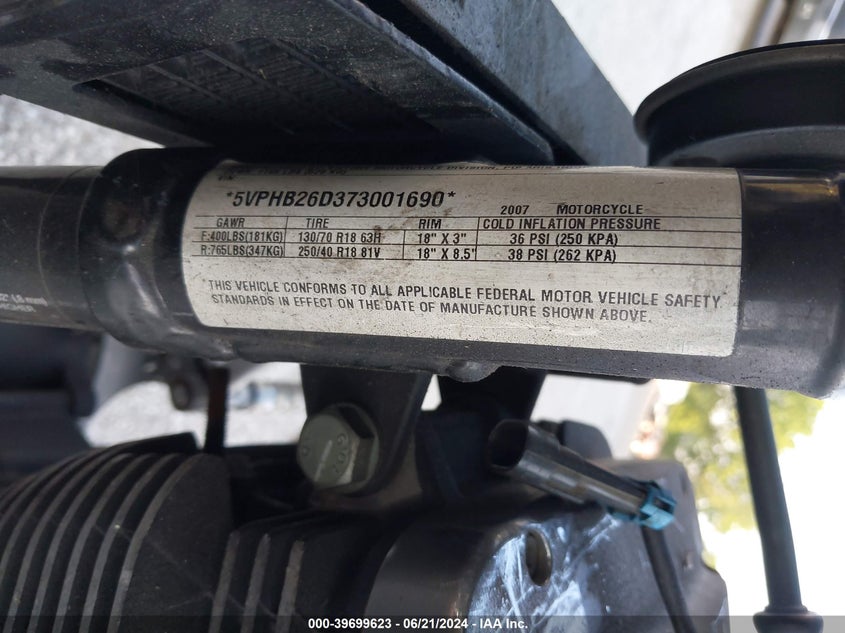 *5VPHB26D373001690*
2007 MOTORCYCLE
GAWR TIRE RIM COLD INFLATION PRESSURE
F:400LBS(181KG) 130/70 R18 63R 18" X 3" 36 PSI (250 KPA)
R:765LBS(347KG) 250/40 R18 81V 18" X 8.5" 38 PSI (262 KPA)
THIS VEHICLE CONFORMS TO ALL APPLICABLE FEDERAL MOTOR VEHICLE SAFETY
STANDARDS IN EFFECT ON THE DATE OF MANUFACTURE SHOWN ABOVE.
000-39699623 - 06/21/2024 - IAA Inc.